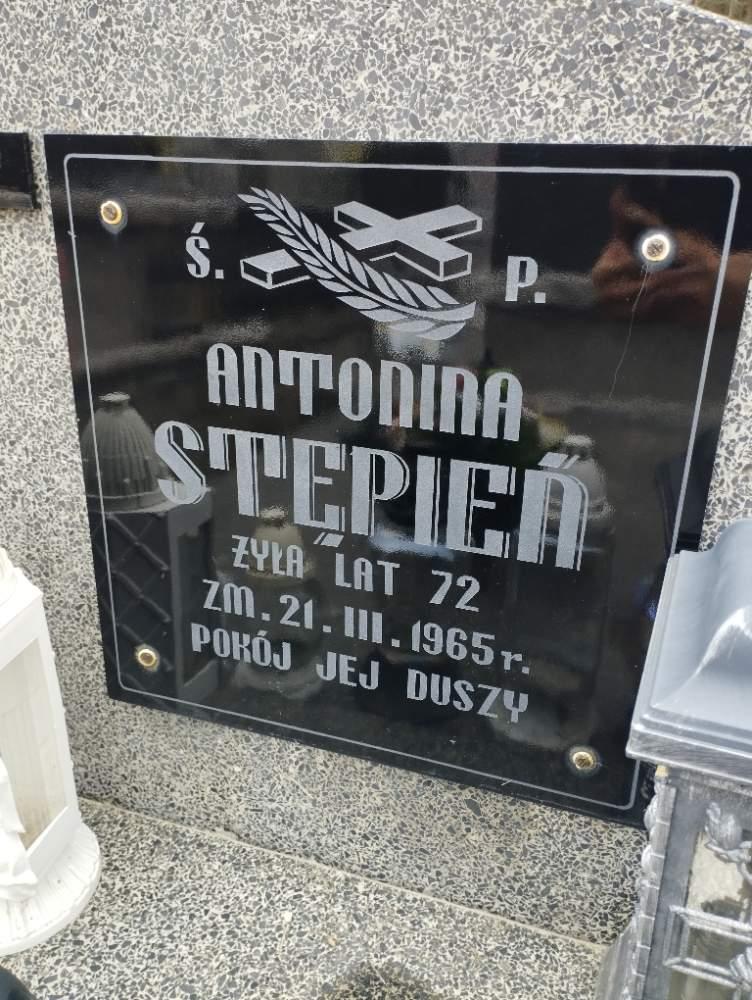 Ś. P.
ANTONINA
STĘPIEŃ
ŻYŁA LAT 72
ZM. 21. III. 1965 r.
POKÓJ JEJ DUSZY